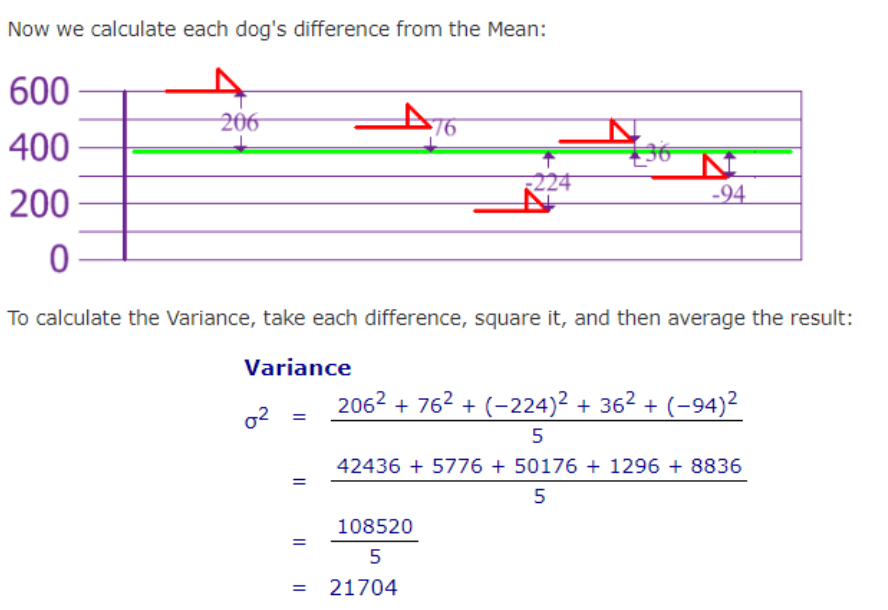 Now we calculate each dog's difference from the Mean:
600
206
76
400
36
-224
-94
200
0
To calculate the Variance, take each difference, square it, and then average the result:
Variance
σ² = 206² + 76² + (−224)² + 36² + (−94)²
5
= 42436 + 5776 + 50176 + 1296 + 8836
5
= 108520
5
= 21704